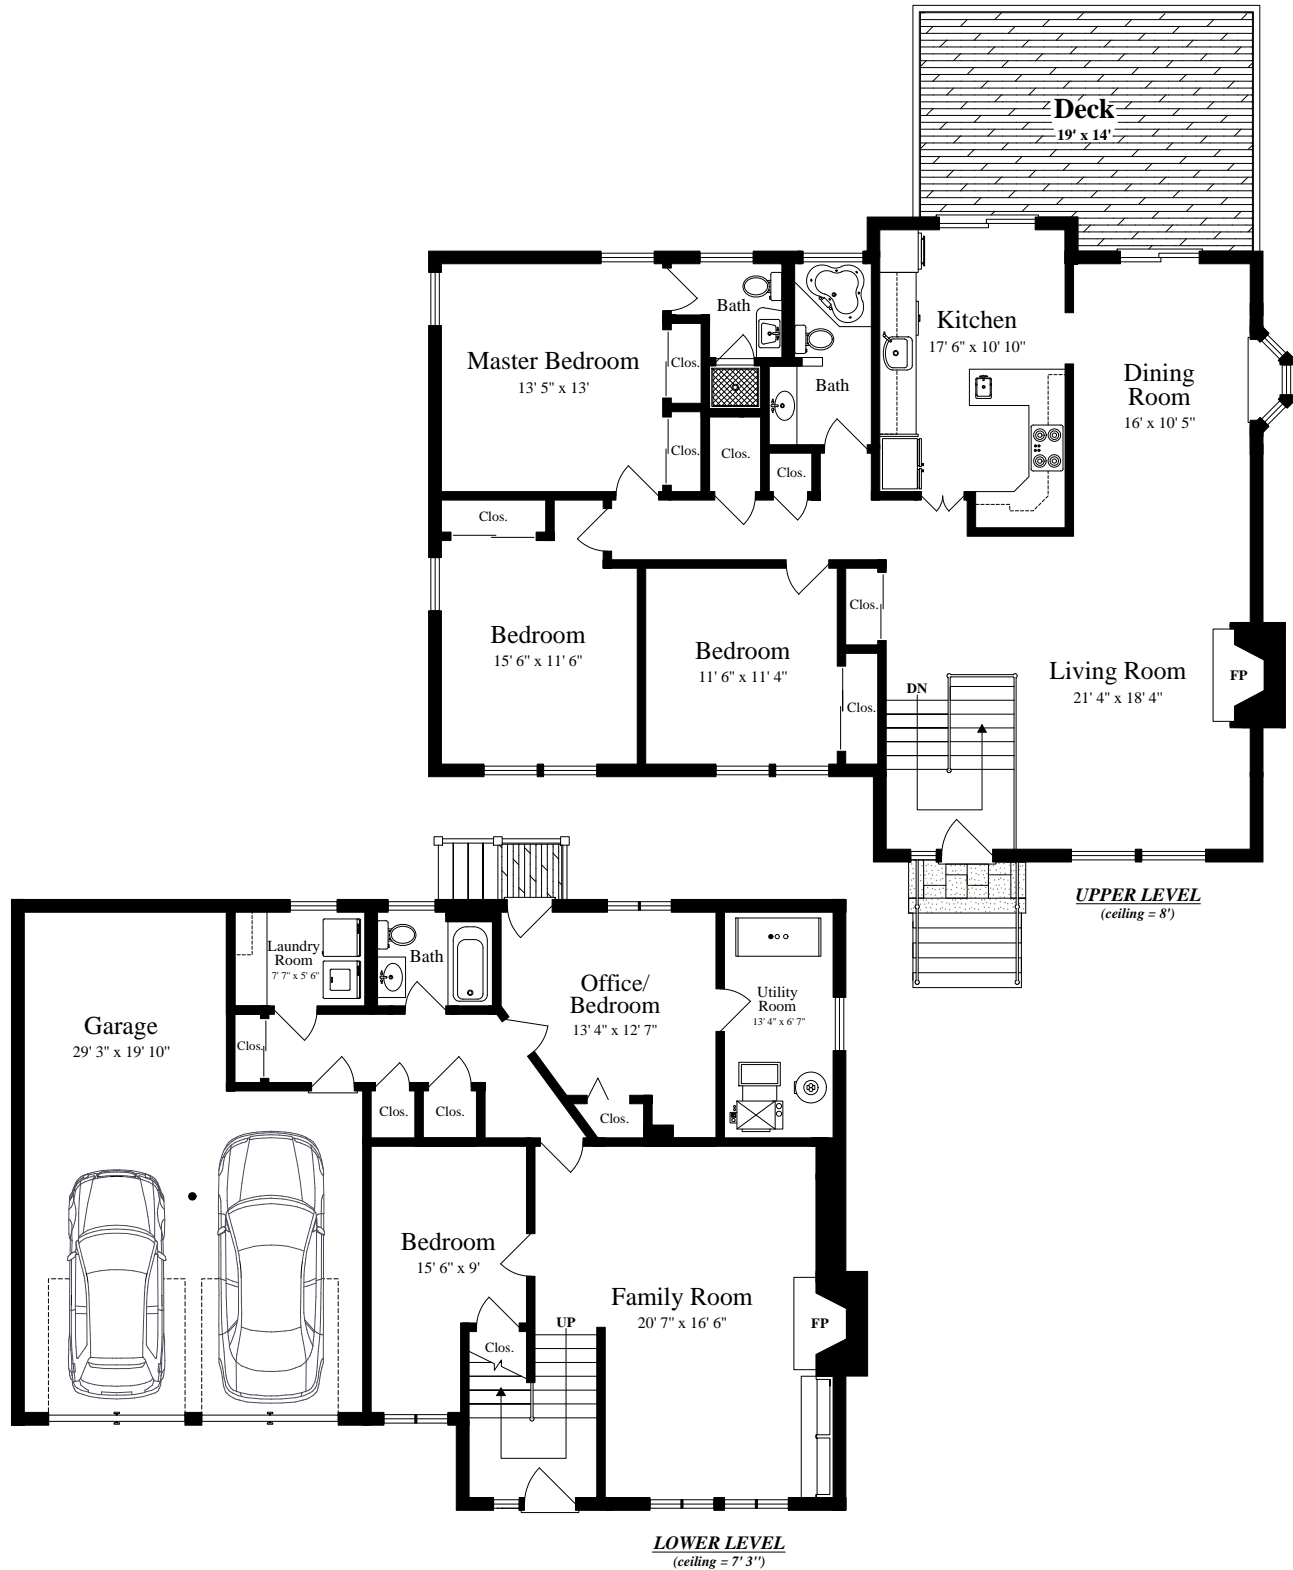 Deck
19' x 14'
Kitchen
17' 6" x 10' 10"
Bath
Master Bedroom
13' 5" x 13'
Clos.
Bath
Dining
Room
16' x 10' 5"
Clos.
Clos.
Clos.
Clos.
Bedroom
15' 6" x 11' 6"
Clos.
Bedroom
11' 6" x 11' 4"
Clos.
Living Room
21' 4" x 18' 4"
FP
DN
UPPER LEVEL
(ceiling = 8')
Laundry
Room
7' 7" x 5' 6"
Bath
Office/
Bedroom
13' 4" x 12' 7"
Utility
Room
13' 4" x 6' 7"
Garage
29' 3" x 19' 10"
Clos.
Clos.
Clos.
Clos.
Bedroom
15' 6" x 9'
Family Room
20' 7" x 16' 6"
FP
UP
Clos.
LOWER LEVEL
(ceiling = 7' 3")